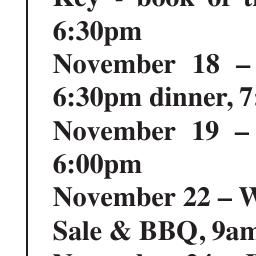 Key - book of
6:30pm
November 18 –
6:30pm dinner, 7:
November 19 –
6:00pm
November 22 – W
Sale & BBQ, 9am